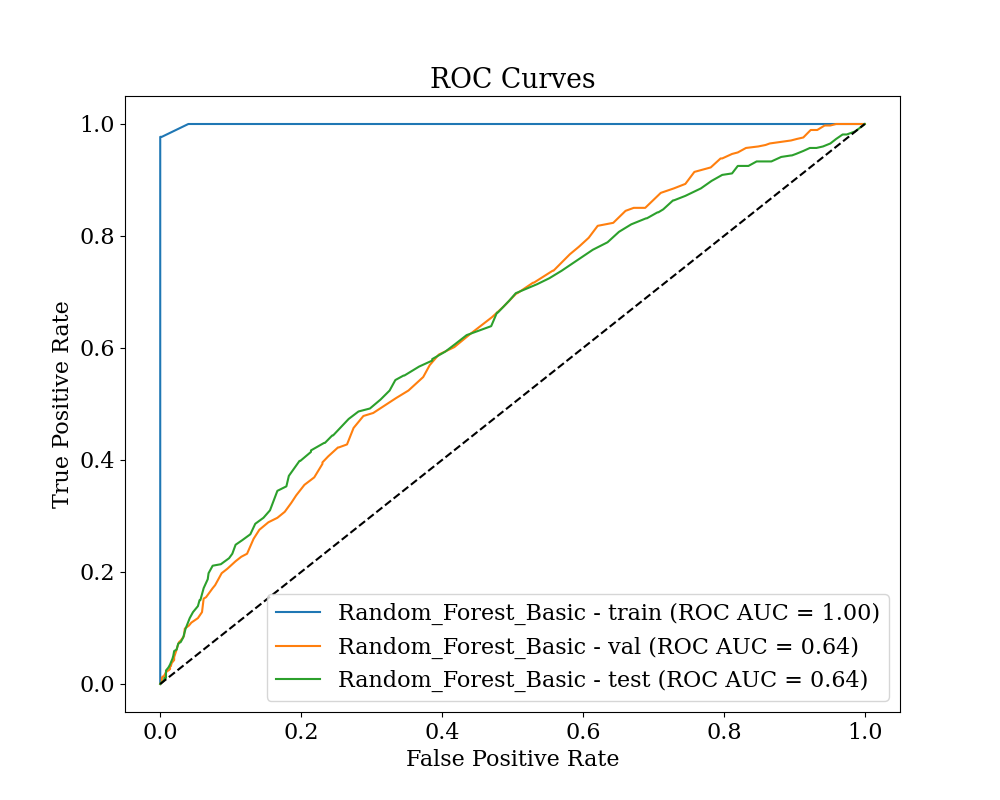 ROC Curves
True Positive Rate
1.0
0.8
0.6
0.4
0.2
0.0
Random_Forest_Basic - train (ROC AUC = 1.00)
Random_Forest_Basic - val (ROC AUC = 0.64)
Random_Forest_Basic - test (ROC AUC = 0.64)
0.0 0.2 0.4 0.6 0.8 1.0
False Positive Rate